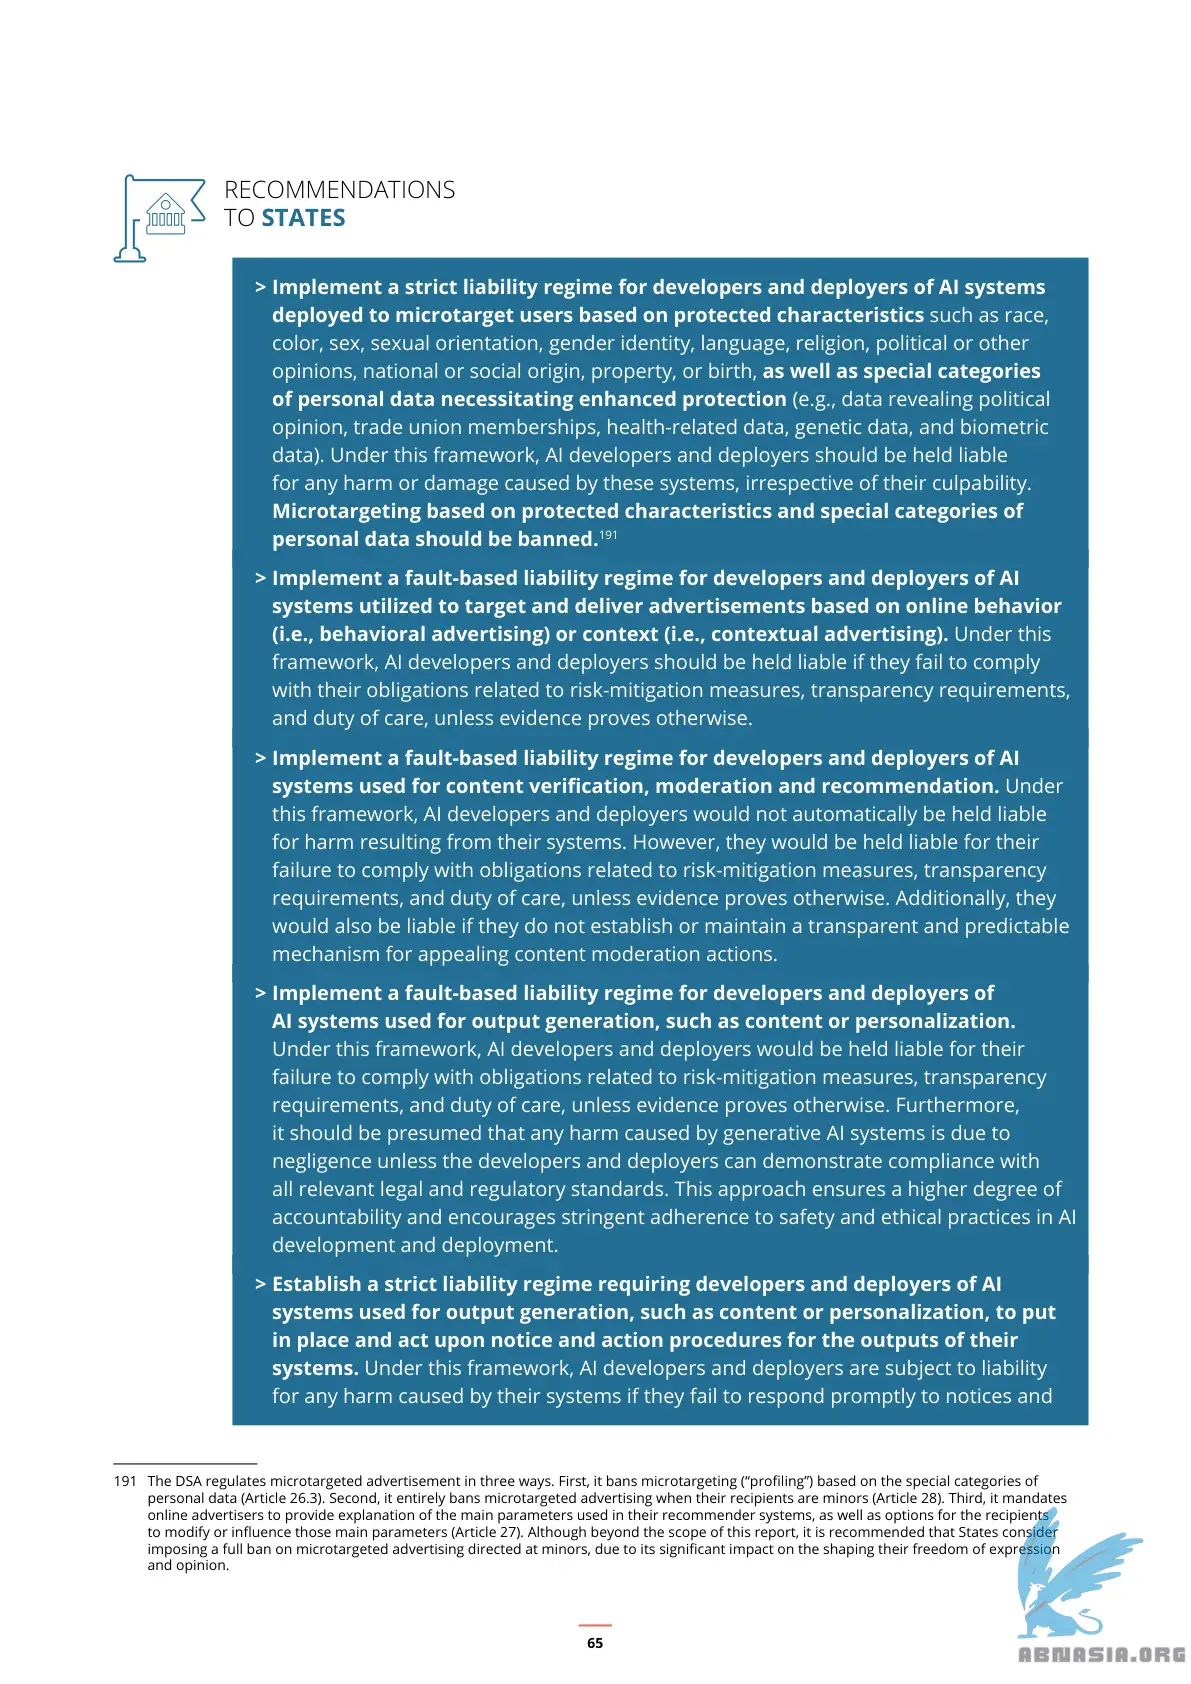 RECOMMENDATIONS
TO STATES
> Implement a strict liability regime for developers and deployers of AI systems
deployed to microtarget users based on protected characteristics such as race,
color, sex, sexual orientation, gender identity, language, religion, political or other
opinions, national or social origin, property, or birth, as well as special categories
of personal data necessitating enhanced protection (e.g., data revealing political
opinion, trade union memberships, health-related data, genetic data, and biometric
data). Under this framework, AI developers and deployers should be held liable
for any harm or damage caused by these systems, irrespective of their culpability.
Microtargeting based on protected characteristics and special categories of
personal data should be banned.191
> Implement a fault-based liability regime for developers and deployers of AI
systems utilized to target and deliver advertisements based on online behavior
(i.e., behavioral advertising) or context (i.e., contextual advertising). Under this
framework, AI developers and deployers should be held liable if they fail to comply
with their obligations related to risk-mitigation measures, transparency requirements,
and duty of care, unless evidence proves otherwise.
> Implement a fault-based liability regime for developers and deployers of AI
systems used for content verification, moderation and recommendation. Under
this framework, AI developers and deployers would not automatically be held liable
for harm resulting from their systems. However, they would be held liable for their
failure to comply with obligations related to risk-mitigation measures, transparency
requirements, and duty of care, unless evidence proves otherwise. Additionally, they
would also be liable if they do not establish or maintain a transparent and predictable
mechanism for appealing content moderation actions.
> Implement a fault-based liability regime for developers and deployers of
AI systems used for output generation, such as content or personalization.
Under this framework, AI developers and deployers would be held liable for their
failure to comply with obligations related to risk-mitigation measures, transparency
requirements, and duty of care, unless evidence proves otherwise. Furthermore,
it should be presumed that any harm caused by generative AI systems is due to
negligence unless the developers and deployers can demonstrate compliance with
all relevant legal and regulatory standards. This approach ensures a higher degree of
accountability and encourages stringent adherence to safety and ethical practices in AI
development and deployment.
> Establish a strict liability regime requiring developers and deployers of AI
systems used for output generation, such as content or personalization, to put
in place and act upon notice and action procedures for the outputs of their
systems. Under this framework, AI developers and deployers are subject to liability
for any harm caused by their systems if they fail to respond promptly to notices and
191 The DSA regulates microtargeted advertisement in three ways. First, it bans microtargeting (“profiling”) based on the special categories of
personal data (Article 26.3). Second, it entirely bans microtargeted advertising when their recipients are minors (Article 28). Third, it mandates
online advertisers to provide explanation of the main parameters used in their recommender systems, as well as options for the recipients
to modify or influence those main parameters (Article 27). Although beyond the scope of this report, it is recommended that States consider
imposing a full ban on microtargeted advertising directed at minors, due to its significant impact on the shaping their freedom of expression
and opinion.
65
ABNASIA.ORG